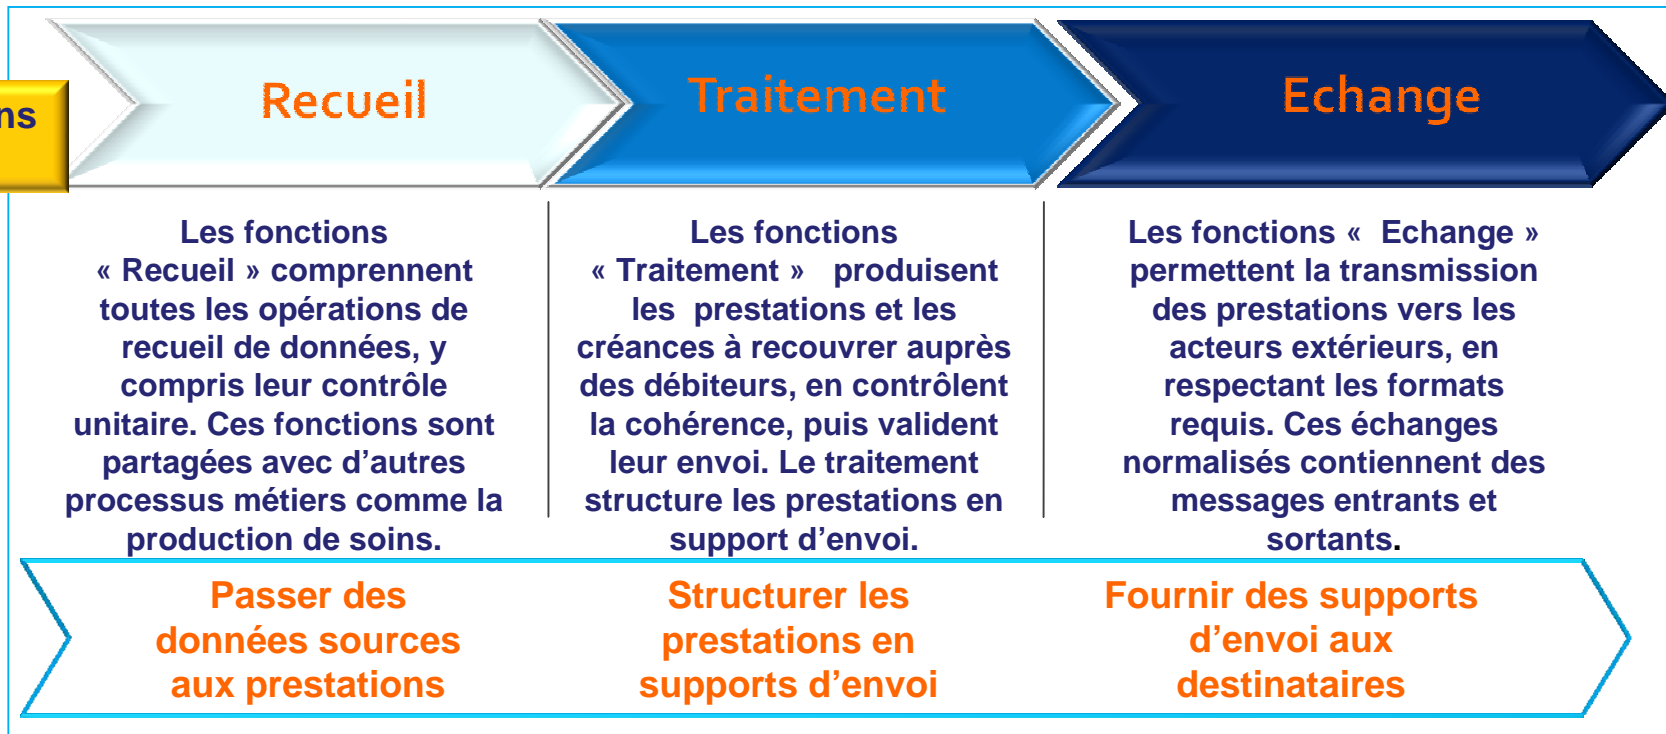 Recueil
Traitement
Echange
ns
Les fonctions
« Recueil » comprennent
toutes les opérations de
recueil de données, y
compris leur contrôle
unitaire. Ces fonctions sont
partagées avec d'autres
processus métiers comme la
production de soins.
Les fonctions
« Traitement » produisent
les prestations et les
créances à recouvrer auprès
des débiteurs, en contrôlent
la cohérence, puis valident
leur envoi. Le traitement
structure les prestations en
support d'envoi.
Les fonctions « Echange »
permettent la transmission
des prestations vers les
acteurs extérieurs, en
respectant les formats
requis. Ces échanges
normalisés contiennent des
messages entrants et
sortants.
Passer des
données sources
aux prestations
Structurer les
prestations en
supports d'envoi
Fournir des supports
d'envoi aux
destinataires